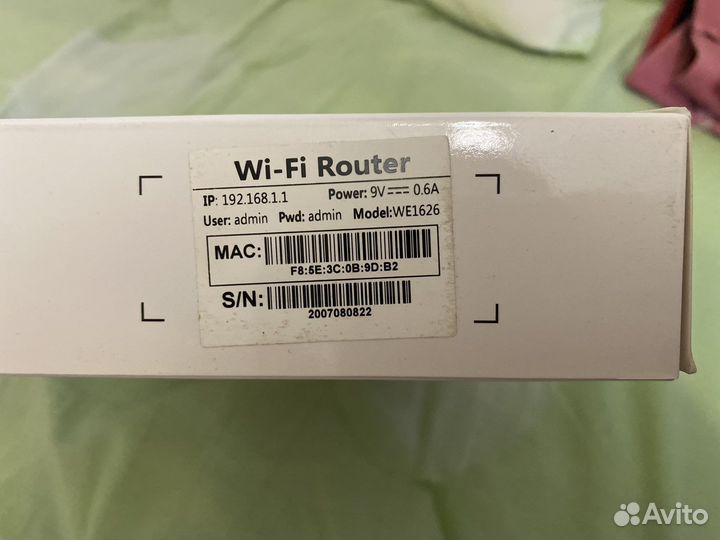 Wi-Fi Router
IP: 192.168.1.1 Power: 9V⎓0.6A
User: admin Pwd: admin Model:WE1626
MAC:
F8:5E:3C:0B:9D:B2
S/N:
2007080822
Avito